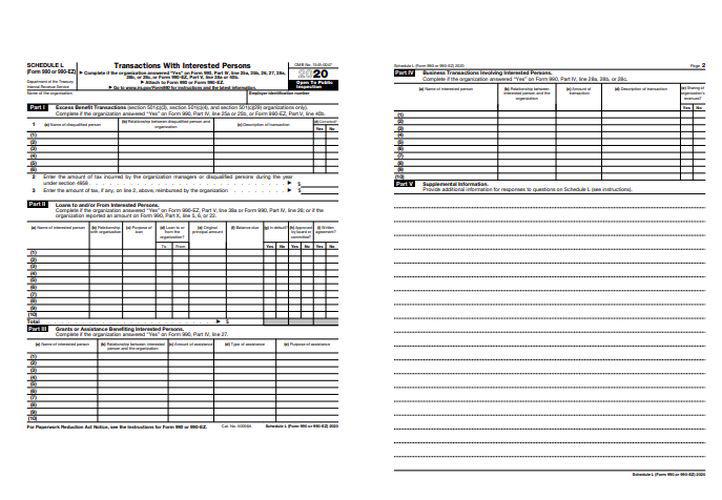 SCHEDULE L
(Form 990 or 990-EZ)
Department of the Treasury
Internal Revenue Service
Transactions With Interested Persons
▶ Complete if the organization answered "Yes" on Form 990, Part IV, line 25a, 25b, 26, 27, 28a,
28b, or 28c, or Form 990-EZ, Part V, line 38a or 40b.
▶ Attach to Form 990 or Form 990-EZ.
▶ Go to www.irs.gov/Form990 for instructions and the latest information.
OMB No. 1545-0047
2020
Open To Public
Inspection
Name of the organization
Employer identification number
Part I Excess Benefit Transactions (section 501(c)(3), section 501(c)(4), and section 501(c)(29) organizations only).
Complete if the organization answered "Yes" on Form 990, Part IV, line 25a or 25b, or Form 990-EZ, Part V, line 40b.
1 (a) Name of disqualified person (b) Relationship between disqualified person and organization (c) Description of transaction (d) Corrected?
Yes No
(1)
(2)
(3)
(4)
(5)
(6)
2 Enter the amount of tax incurred by the organization managers or disqualified persons during the year
under section 4958 ▶ $
3 Enter the amount of tax, if any, on line 2, above, reimbursed by the organization ▶ $
Part II Loans to and/or From Interested Persons.
Complete if the organization answered "Yes" on Form 990-EZ, Part V, line 38a or Form 990, Part IV, line 26; or if the
organization reported an amount on Form 990, Part X, line 5, 6, or 22.
(a) Name of interested person (b) Relationship with organization (c) Purpose of loan (d) Loan to or from the organization? (e) Original principal amount (f) Balance due (g) In default? (h) Approved by board or committee? (i) Written agreement?
To From Yes No Yes No Yes No
(1)
(2)
(3)
(4)
(5)
(6)
(7)
(8)
(9)
(10)
Total ▶ $
Part III Grants or Assistance Benefiting Interested Persons.
Complete if the organization answered "Yes" on Form 990, Part IV, line 27.
(a) Name of interested person (b) Relationship between interested person and the organization (c) Amount of assistance (d) Type of assistance (e) Purpose of assistance
(1)
(2)
(3)
(4)
(5)
(6)
(7)
(8)
(9)
(10)
For Paperwork Reduction Act Notice, see the Instructions for Form 990 or 990-EZ. Cat. No. 50056A Schedule L (Form 990 or 990-EZ) 2020
Schedule L (Form 990 or 990-EZ) 2020 Page 2
Part IV Business Transactions Involving Interested Persons.
Complete if the organization answered "Yes" on Form 990, Part IV, line 28a, 28b, or 28c.
(a) Name of interested person (b) Relationship between interested person and the organization (c) Amount of transaction (d) Description of transaction (e) Sharing of organization's revenues?
Yes No
(1)
(2)
(3)
(4)
(5)
(6)
(7)
(8)
(9)
(10)
Part V Supplemental Information.
Provide additional information for responses to questions on Schedule L (see instructions).
Schedule L (Form 990 or 990-EZ) 2020